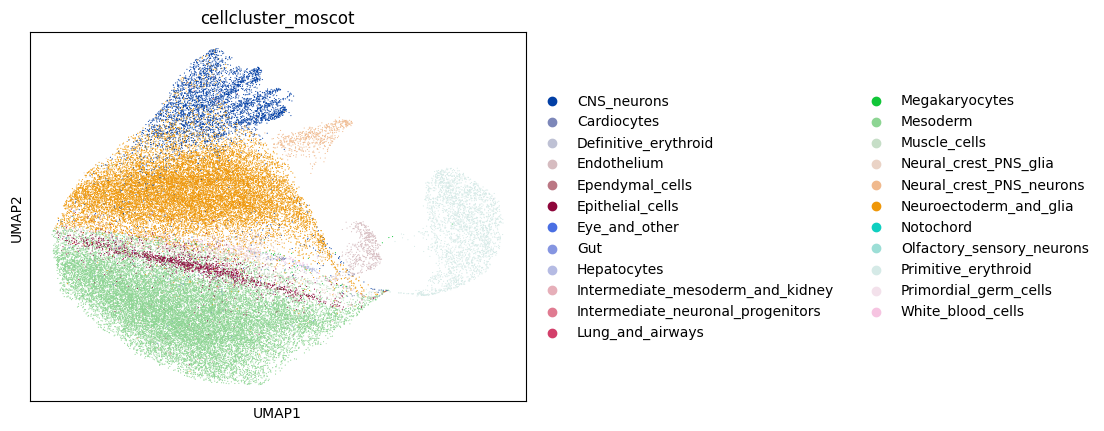 cellcluster_moscot
UMAP2
UMAP1
CNS_neurons
Cardiocytes
Definitive_erythroid
Endothelium
Ependymal_cells
Epithelial_cells
Eye_and_other
Gut
Hepatocytes
Intermediate_mesoderm_and_kidney
Intermediate_neuronal_progenitors
Lung_and_airways
Megakaryocytes
Mesoderm
Muscle_cells
Neural_crest_PNS_glia
Neural_crest_PNS_neurons
Neuroectoderm_and_glia
Notochord
Olfactory_sensory_neurons
Primitive_erythroid
Primordial_germ_cells
White_blood_cells